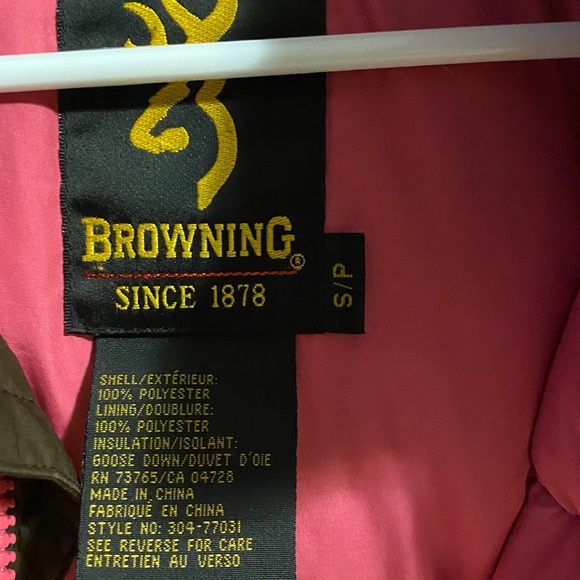 BROWNING®
SINCE 1878
S/P
SHELL/EXTÉRIEUR:
100% POLYESTER
LINING/DOUBLURE:
100% POLYESTER
INSULATION/ISOLANT:
GOOSE DOWN/DUVET D'OIE
RN 73765/CA 04728
MADE IN CHINA
FABRIQUÉ EN CHINA
STYLE NO: 304-77031
SEE REVERSE FOR CARE
ENTRETIEN AU VERSO